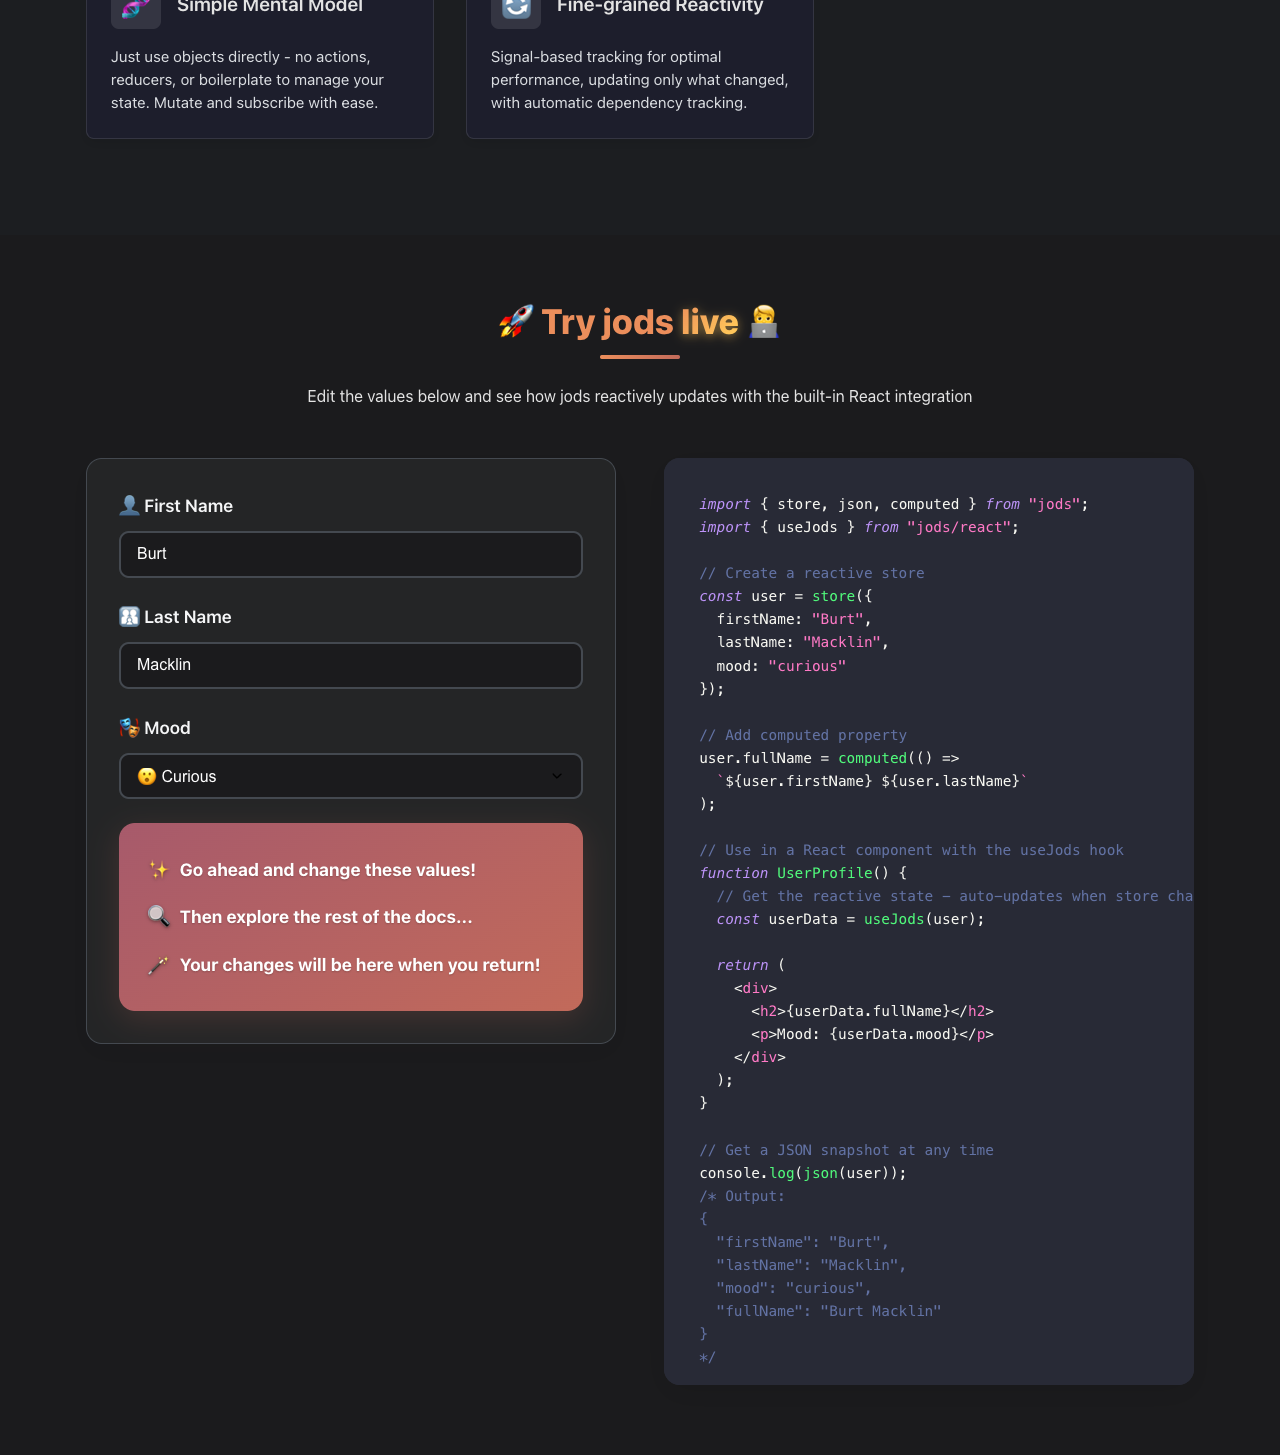 Simple Mental Model
Just use objects directly - no actions,
reducers, or boilerplate to manage your
state. Mutate and subscribe with ease.
Fine-grained Reactivity
Signal-based tracking for optimal
performance, updating only what changed,
with automatic dependency tracking.
🚀 Try jods live 🧑‍💻
Edit the values below and see how jods reactively updates with the built-in React integration
👤 First Name
Burt
Last Name
Macklin
🎭 Mood
😮 Curious
✨ Go ahead and change these values!
🔍 Then explore the rest of the docs...
🪄 Your changes will be here when you return!
import { store, json, computed } from "jods";
import { useJods } from "jods/react";
// Create a reactive store
const user = store({
  firstName: "Burt",
  lastName: "Macklin",
  mood: "curious"
});
// Add computed property
user.fullName = computed(() =>
  `${user.firstName} ${user.lastName}`
);
// Use in a React component with the useJods hook
function UserProfile() {
  // Get the reactive state – auto-updates when store cha
  const userData = useJods(user);
  return (
    <div>
      <h2>{userData.fullName}</h2>
      <p>Mood: {userData.mood}</p>
    </div>
  );
}
// Get a JSON snapshot at any time
console.log(json(user));
/* Output:
{
  "firstName": "Burt",
  "lastName": "Macklin",
  "mood": "curious",
  "fullName": "Burt Macklin"
}
*/